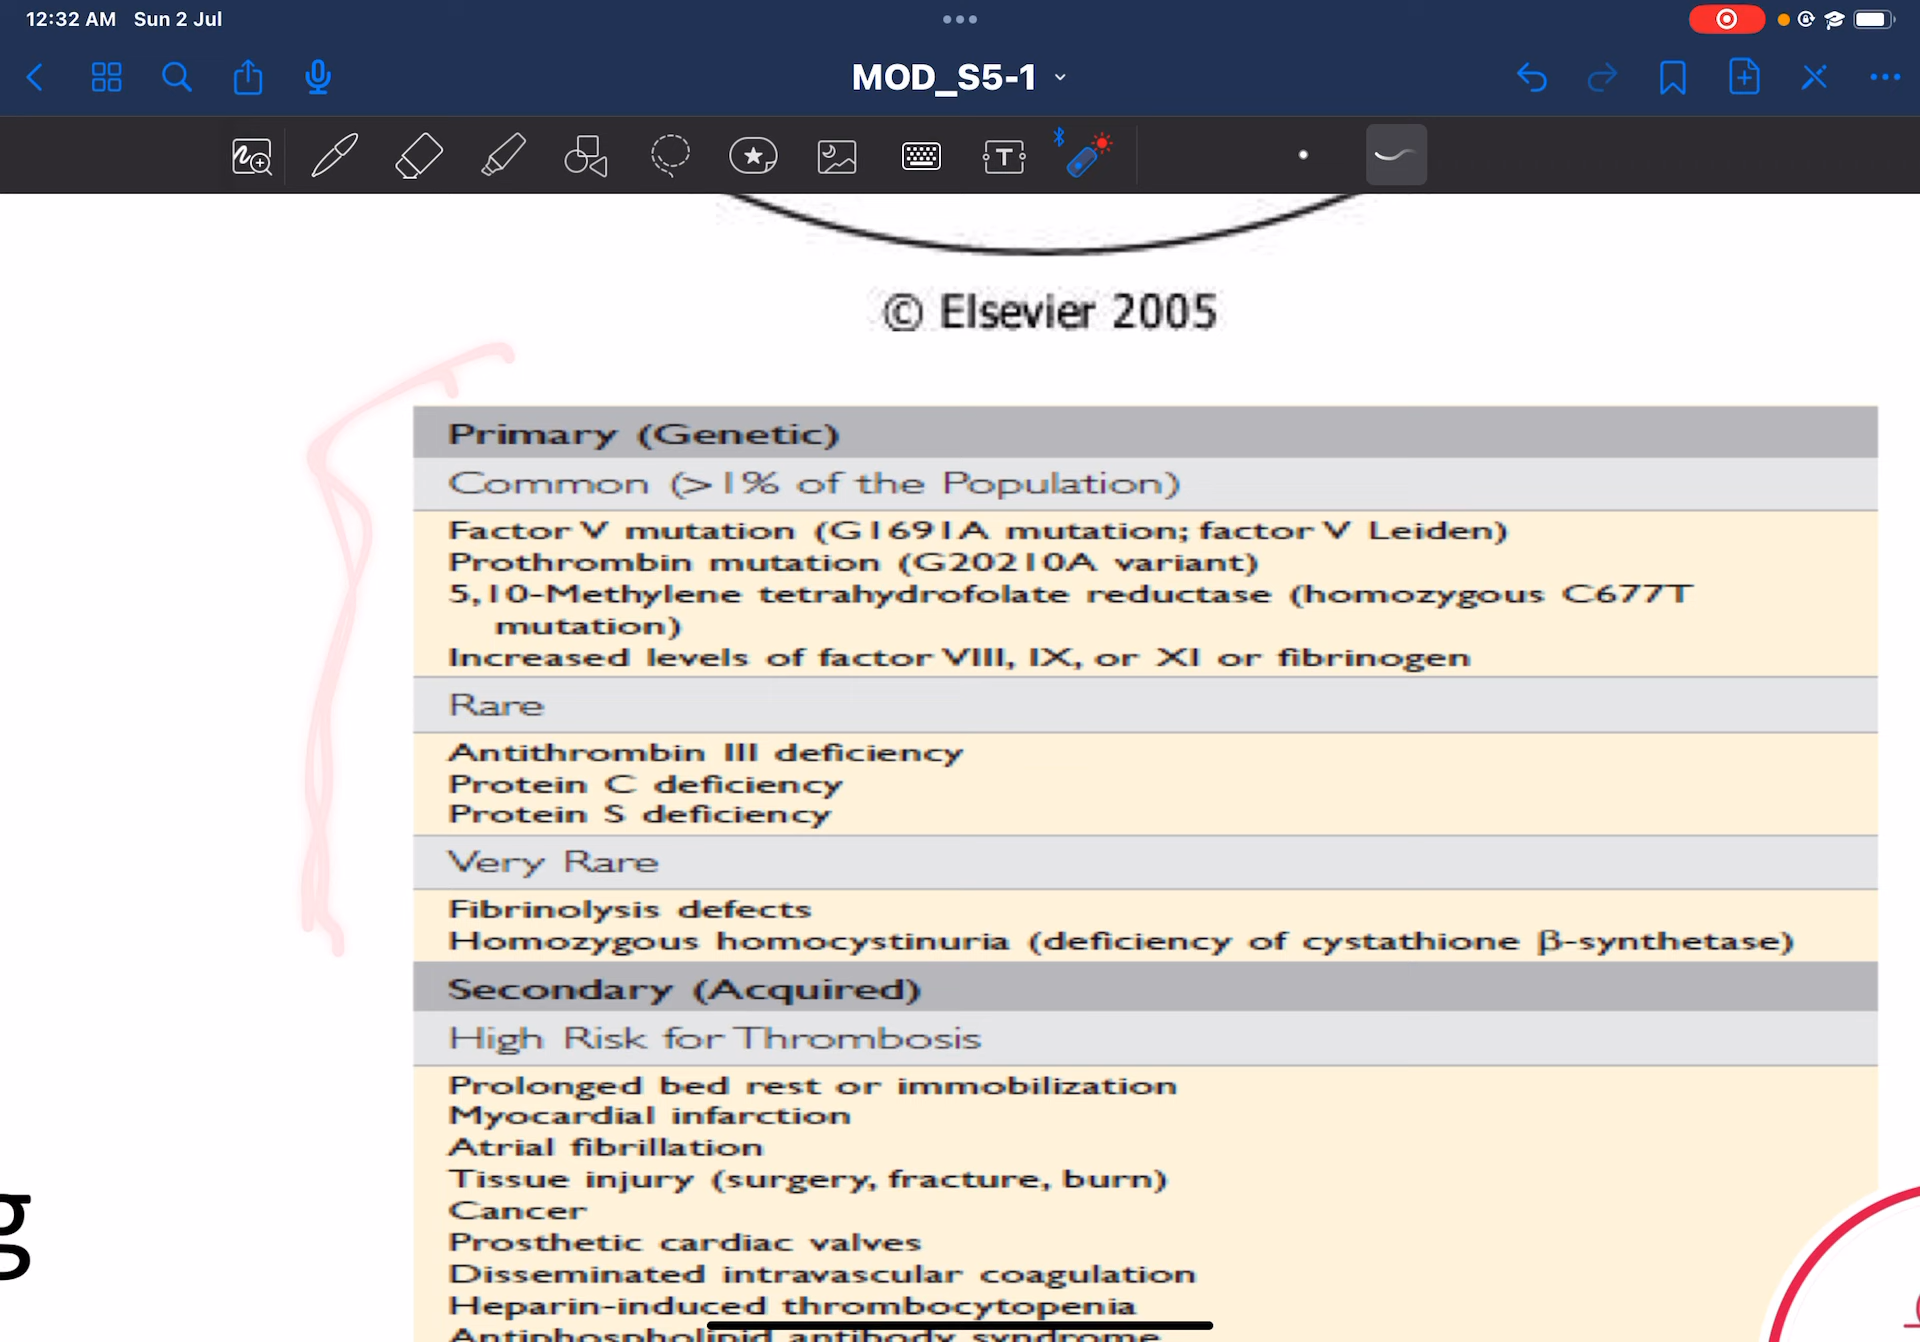 12:32 AM Sun 2 Jul
MOD_S5-1
T
© Elsevier 2005
Primary (Genetic)
Common (>1% of the Population)
Factor V mutation (G1691A mutation; factor V Leiden)
Prothrombin mutation (G20210A variant)
5,10-Methylene tetrahydrofolate reductase (homozygous C677T
mutation)
Increased levels of factor VIII, IX, or XI or fibrinogen
Rare
Antithrombin III deficiency
Protein C deficiency
Protein S deficiency
Very Rare
Fibrinolysis defects
Homozygous homocystinuria (deficiency of cystathione β-synthetase)
Secondary (Acquired)
High Risk for Thrombosis
Prolonged bed rest or immobilization
Myocardial infarction
Atrial fibrillation
Tissue injury (surgery, fracture, burn)
Cancer
Prosthetic cardiac valves
g
Disseminated intravascular coagulation
Heparin-induced thrombocytopenia
Antiphospholipid antibody syndrome